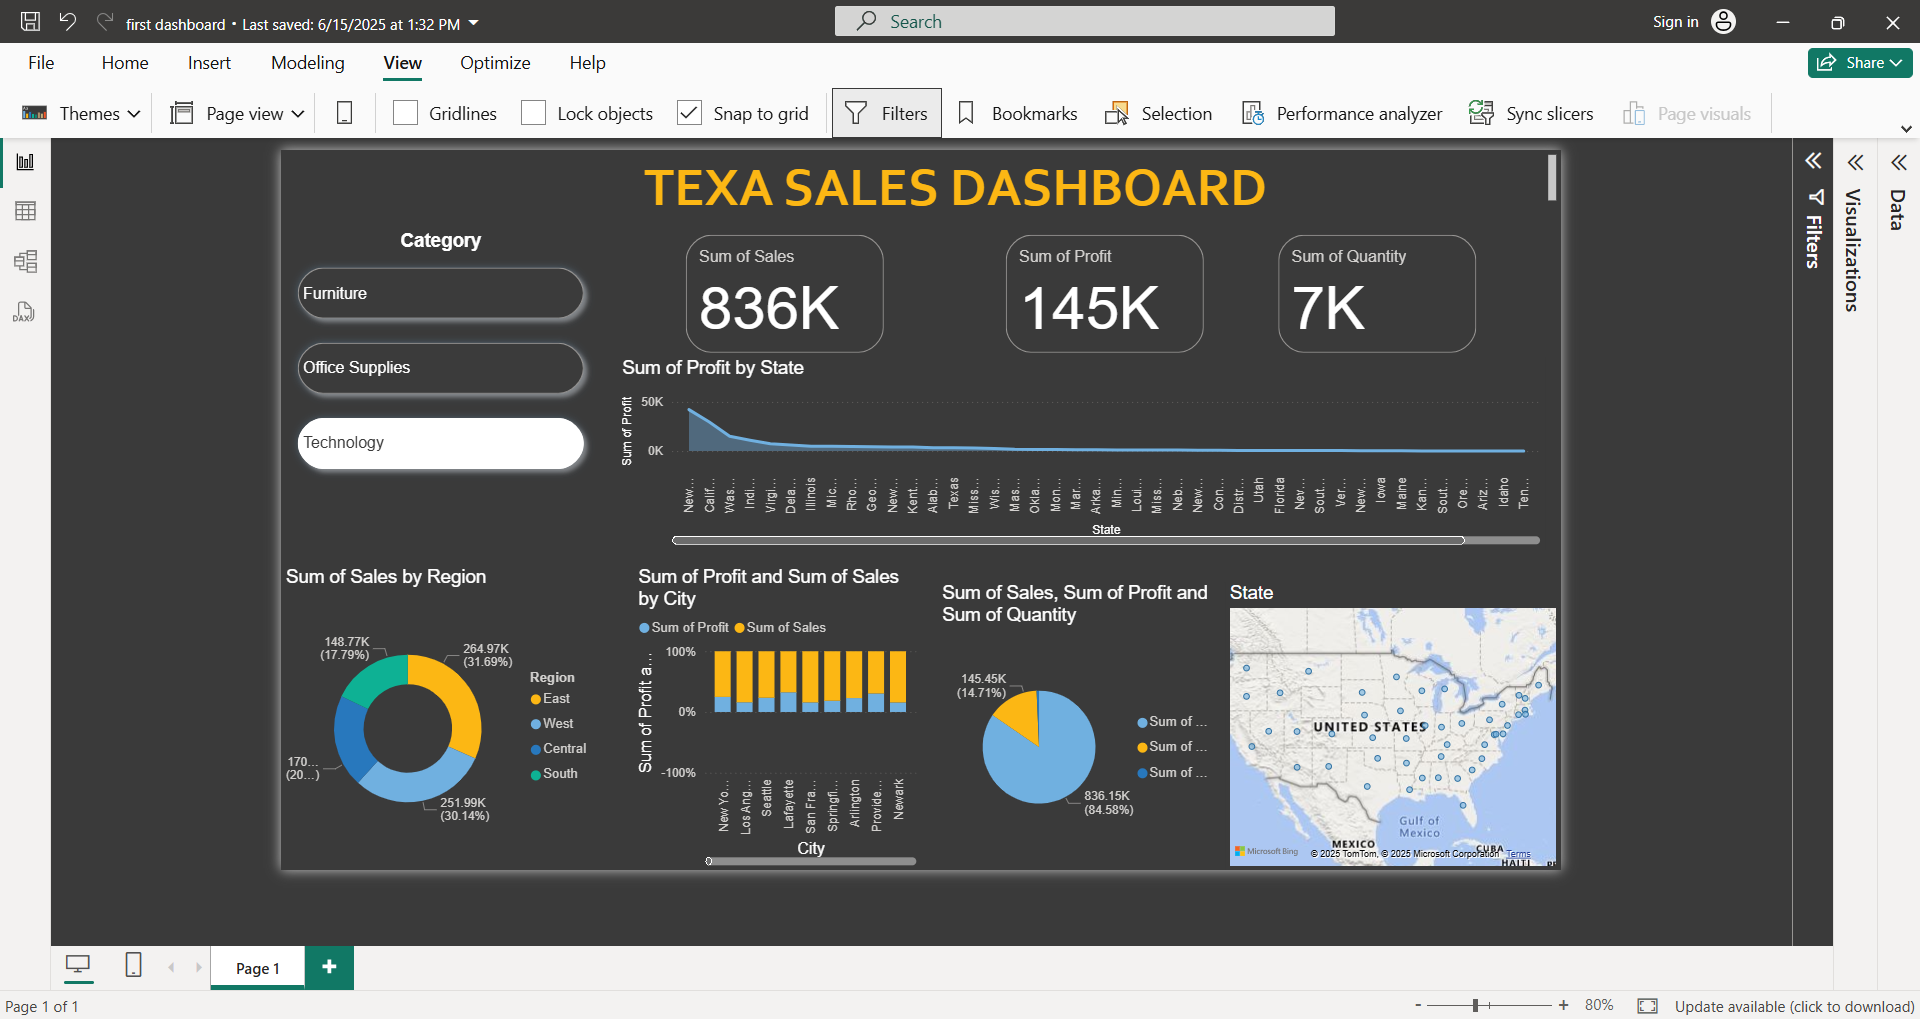 first dashboard • Last saved: 6/15/2025 at 1:32 PM
Search
Sign in
File Home Insert Modeling View Optimize Help
Share
Themes Page view Gridlines Lock objects Snap to grid Filters Bookmarks Selection Performance analyzer Sync slicers Page visuals
TEXA SALES DASHBOARD
Category
Furniture
Office Supplies
Technology
Sum of Sales
836K
Sum of Profit
145K
Sum of Quantity
7K
Sum of Profit by State
Sum of Profit
50K
0K
New...
Calif...
Was...
Indi...
Virgi...
Dela...
Illinois
Mic...
Rho...
Geo...
New...
Kent...
Alab...
Texas
Miss...
Wis...
Mas...
Okla...
Mon...
Mar...
Arka...
Min...
Loui...
Miss...
Neb...
New...
Con...
Distr...
Utah
Florida
Nev...
Sout...
Ver...
New...
Iowa
Maine
Kan...
Sout...
Ore...
Ariz...
Idaho
Ten...
State
Sum of Sales by Region
148.77K
(17.79%)
264.97K
(31.69%)
170...
(20...)
251.99K
(30.14%)
Region
East
West
Central
South
Sum of Profit and Sum of Sales
by City
Sum of Profit Sum of Sales
Sum of Profit a...
100%
0%
-100%
New Yo...
Los Ang...
Seattle
Lafayette
San Fra...
Springfi...
Arlington
Provide...
Newark
City
Sum of Sales, Sum of Profit and
Sum of Quantity
145.45K
(14.71%)
836.15K
(84.58%)
Sum of ...
Sum of ...
Sum of ...
State
UNITED STATES
Gulf of
Mexico
MEXICO
CUBA
HAITI
Microsoft Bing
© 2025 TomTom, © 2025 Microsoft Corporation Terms
Filters
Visualizations
Data
DAX
Page 1
Page 1 of 1
- + 80%
Update available (click to download)